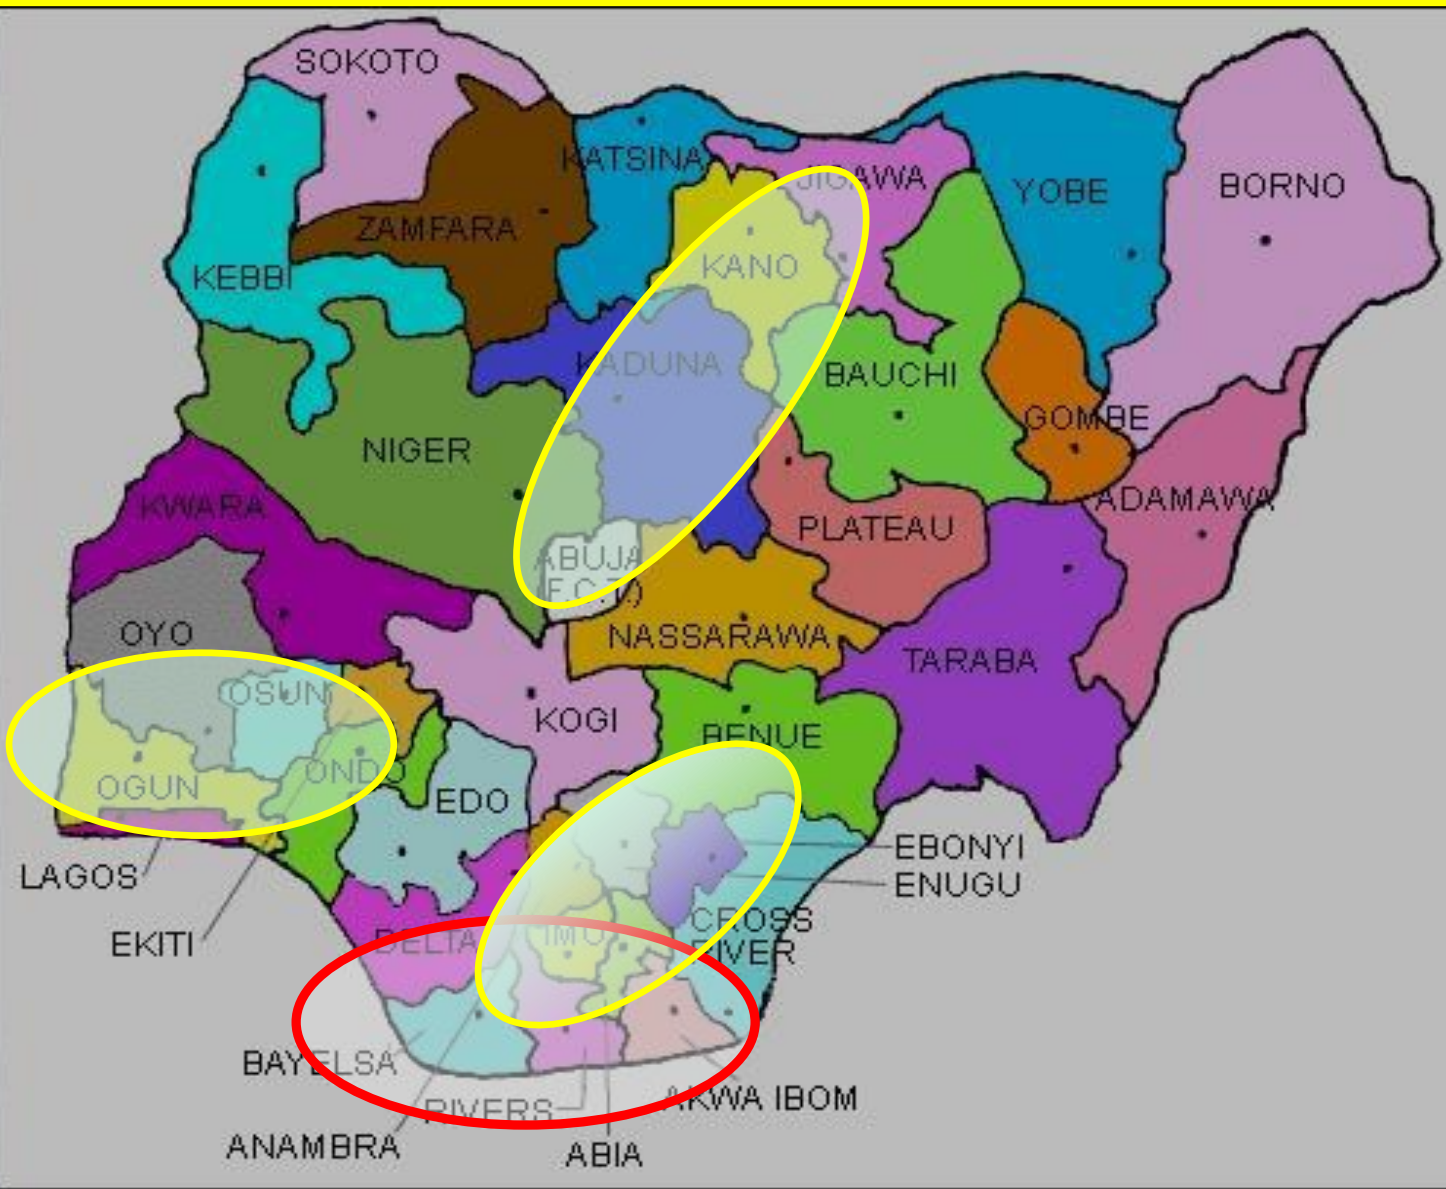 SOKOTO
KATSINA
JIGAWA
YOBE
BORNO
ZAMFARA
KEBBI
KANO
KADUNA
BAUCHI
GOMBE
NIGER
ADAMAWA
KWARA
PLATEAU
ABUJA
(F.C.T.)
OYO
NASSARAWA
TARABA
OSUN
KOGI
BENUE
OGUN
ONDO
EDO
EBONYI
LAGOS
ENUGU
CROSS
RIVER
EKITI
DELTA
IMO
BAYELSA
RIVERS
AKWA IBOM
ANAMBRA
ABIA